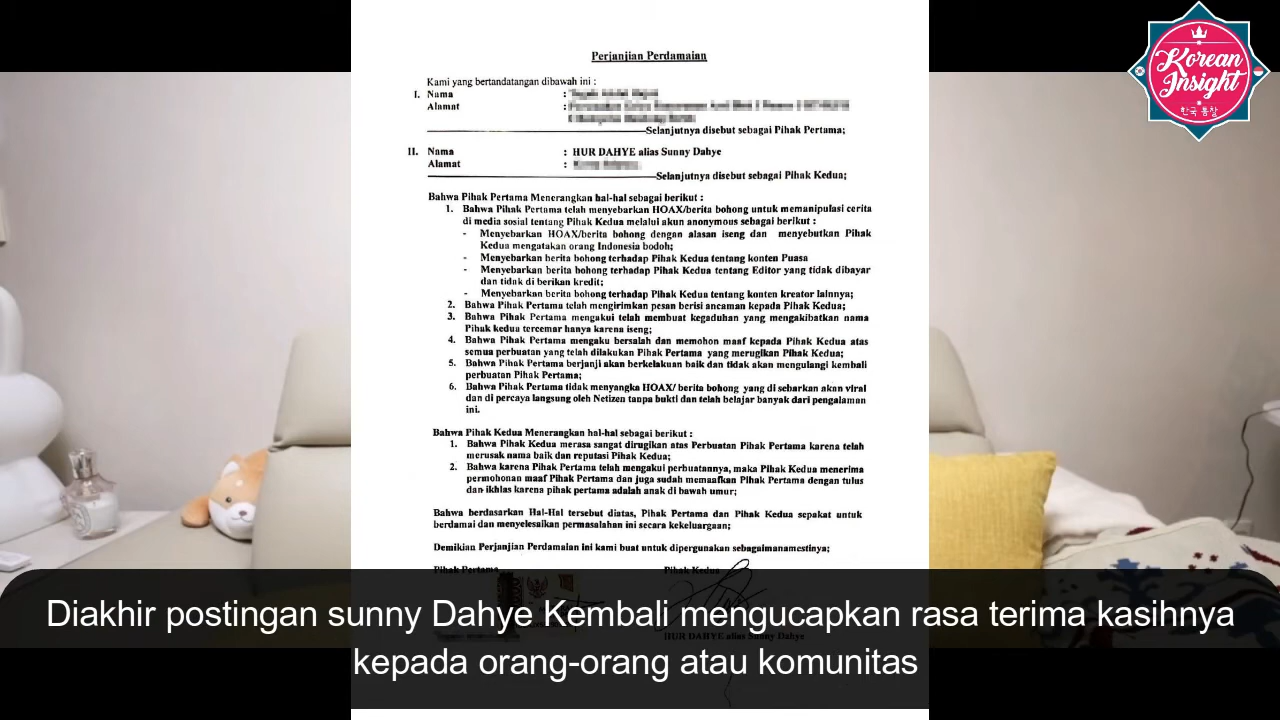 Perjanjian Perdamaian
Kami yang bertandatangan dibawah ini :
I. Nama :
Alamat :
Selanjutnya disebut sebagai Pihak Pertama;
II. Nama : HUR DAHYE alias Sunny Dahye
Alamat :
Selanjutnya disebut sebagai Pihak Kedua;
Bahwa Pihak Pertama Menerangkan hal-hal sebagai berikut :
1. Bahwa Pihak Pertama telah menyebarkan HOAX/berita bohong untuk memanipulasi cerita
di media sosial tentang Pihak Kedua melalui akun anonymous sebagai berikut :
- Menyebarkan HOAX/berita bohong dengan alasan iseng dan menyebutkan Pihak
Kedua mengatakan orang Indonesia bodoh;
- Menyebarkan berita bohong terhadap Pihak Kedua tentang konten Puasa
- Menyebarkan berita bohong terhadap Pihak Kedua tentang Editor yang tidak dibayar
dan tidak di berikan kredit;
- Menyebarkan berita bohong terhadap Pihak Kedua tentang konten kreator lainnya;
2. Bahwa Pihak Pertama telah mengirimkan pesan berisi ancaman kepada Pihak Kedua;
3. Bahwa Pihak Pertama mengakui telah membuat kegaduhan yang mengakibatkan nama
Pihak kedua tercemar hanya karena iseng;
4. Bahwa Pihak Pertama mengaku bersalah dan memohon maaf kepada Pihak Kedua atas
semua perbuatan yang telah dilakukan Pihak Pertama yang merugikan Pihak Kedua;
5. Bahwa Pihak Pertama berjanji akan berkelakuan baik dan tidak akan mengulangi kembali
perbuatan Pihak Pertama;
6. Bahwa Pihak Pertama tidak menyangka HOAX/ berita bohong yang di sebarkan akan viral
dan di percaya langsung oleh Netizen tanpa bukti dan telah belajar banyak dari pengalaman
ini.
Bahwa Pihak Kedua Menerangkan hal-hal sebagai berikut :
1. Bahwa Pihak Kedua merasa sangat dirugikan atas Perbuatan Pihak Pertama karena telah
merusak nama baik dan reputasi Pihak Kedua;
2. Bahwa karena Pihak Pertama telah mengakui perbuatannya, maka Pihak Kedua menerima
permohonan maaf Pihak Pertama dan juga sudah memaafkan Pihak Pertama dengan tulus
dan ikhlas karena pihak pertama adalah anak di bawah umur;
Bahwa berdasarkan Hal-Hal tersebut diatas, Pihak Pertama dan Pihak Kedua sepakat untuk
berdamai dan menyelesaikan permasalahan ini secara kekeluargaan;
Demikian Perjanjian Perdamaian ini kami buat untuk dipergunakan sebagaimanamestinya;
Pihak Pertama Pihak Kedua
HUR DAHYE alias Sunny Dahye
Diakhir postingan sunny Dahye Kembali mengucapkan rasa terima kasihnya
kepada orang-orang atau komunitas
Korean
Insight
한국 통찰